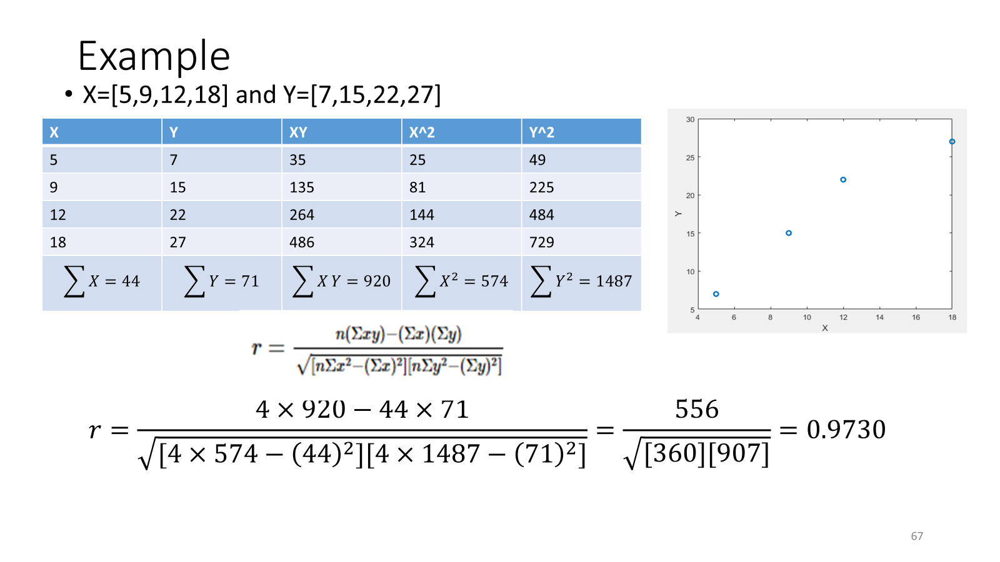 Example
• X=[5,9,12,18] and Y=[7,15,22,27]
X Y XY X^2 Y^2
5 7 35 25 49
9 15 135 81 225
12 22 264 144 484
18 27 486 324 729
∑X = 44 ∑Y = 71 ∑X Y = 920 ∑X² = 574 ∑Y² = 1487
30
25
20
15
10
5
Y
4 6 8 10 12 14 16 18
X
r = n(Σxy)−(Σx)(Σy) / √[nΣx²−(Σx)²][nΣy²−(Σy)²]
r = 4 × 920 − 44 × 71 / √[4 × 574 − (44)²][4 × 1487 − (71)²] = 556 / √[360][907] = 0.9730
67